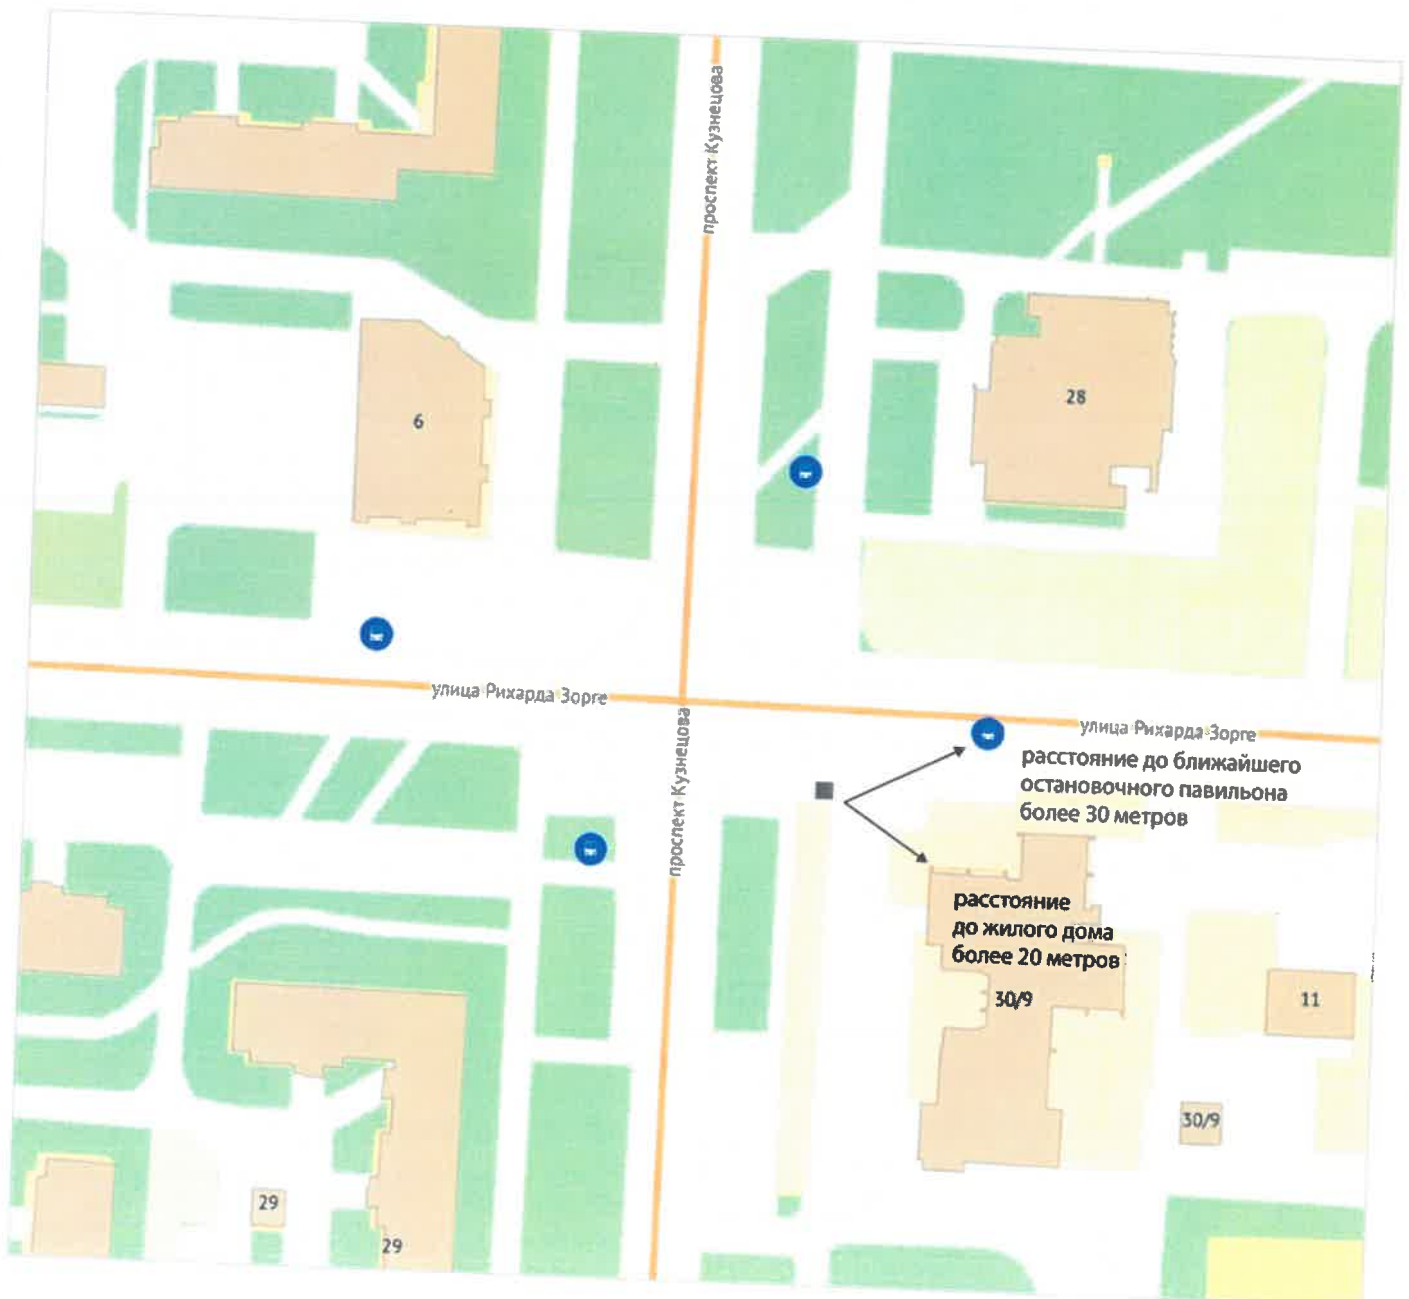 проспект Кузнецова
28
6
улица Рихарда Зорге
улица Рихарда Зорге
проспект Кузнецова
расстояние до ближайшего
остановочного павильона
более 30 метров
расстояние
до жилого дома
более 20 метров
30/9
11
30/9
29
29